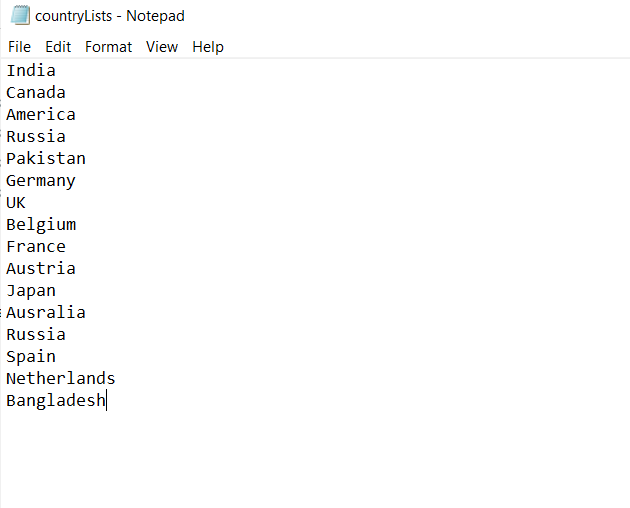 countryLists - Notepad
File Edit Format View Help
India
Canada
America
Russia
Pakistan
Germany
UK
Belgium
France
Austria
Japan
Ausralia
Russia
Spain
Netherlands
Bangladesh